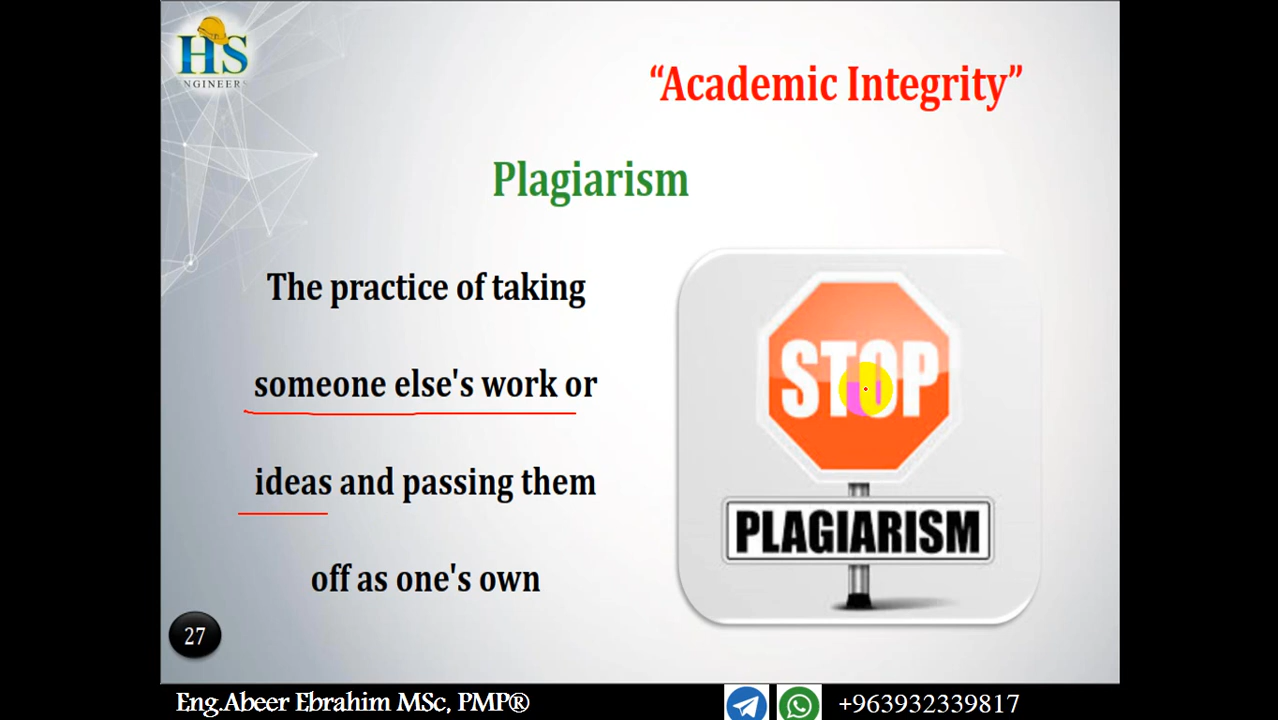 HS
ENGINEERS
“Academic Integrity”
Plagiarism
The practice of taking
someone else's work or
ideas and passing them
off as one's own
STOP
PLAGIARISM
27
Eng.Abeer Ebrahim MSc, PMP®
+963932339817